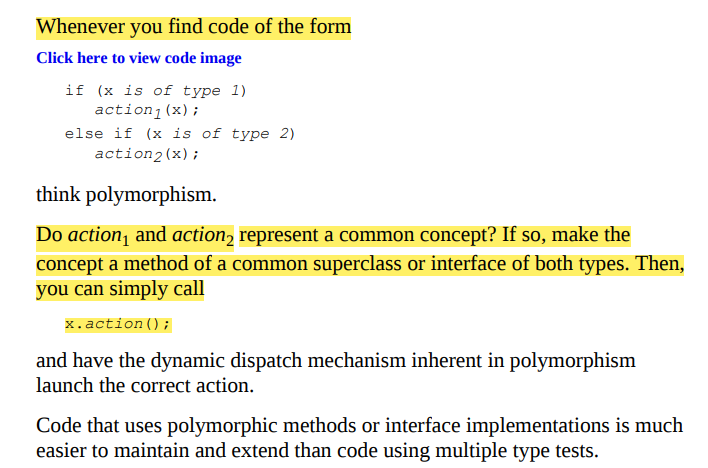 Whenever you find code of the form
Click here to view code image
if (x is of type 1)
action₁(x);
else if (x is of type 2)
action₂(x);
think polymorphism.
Do action₁ and action₂ represent a common concept? If so, make the
concept a method of a common superclass or interface of both types. Then,
you can simply call
x.action();
and have the dynamic dispatch mechanism inherent in polymorphism
launch the correct action.
Code that uses polymorphic methods or interface implementations is much
easier to maintain and extend than code using multiple type tests.